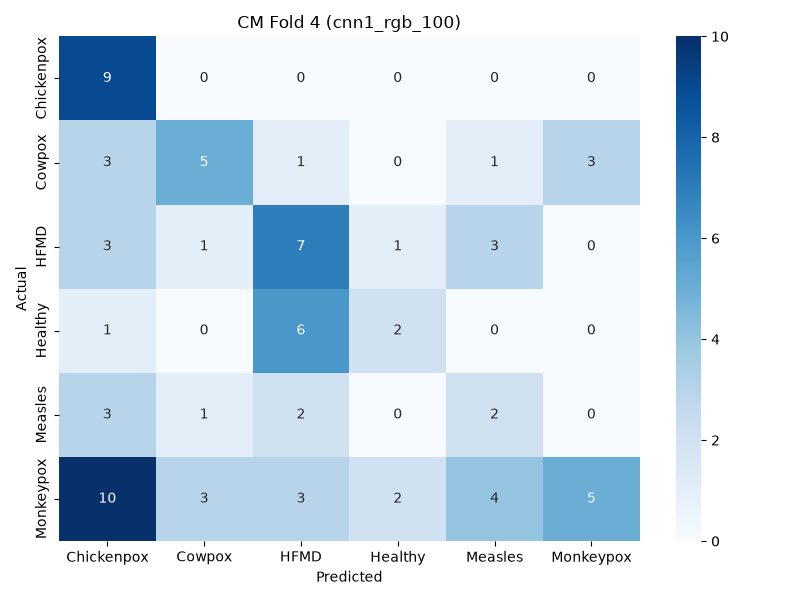 CM Fold 4 (cnn1_rgb_100)
Actual
Chickenpox 9 0 0 0 0 0
Cowpox 3 5 1 0 1 3
HFMD 3 1 7 1 3 0
Healthy 1 0 6 2 0 0
Measles 3 1 2 0 2 0
Monkeypox 10 3 3 2 4 5
Chickenpox Cowpox HFMD Healthy Measles Monkeypox
Predicted
10
8
6
4
2
0